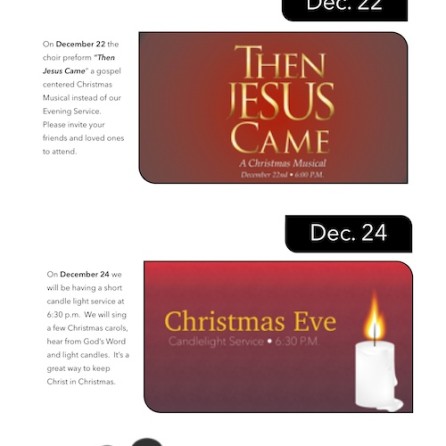 Dec. 22
On December 22 the
choir preform "Then
Jesus Came" a gospel
centered Christmas
Musical instead of our
Evening Service.
Please invite your
friends and loved ones
to attend.
THEN
JESUS
CAME
A Christmas Musical
December 22nd • 6:00 P.M.
Dec. 24
On December 24 we
will be having a short
candle light service at
6:30 p.m. We will sing
a few Christmas carols,
hear from God's Word
and light candles. It's a
great way to keep
Christ in Christmas.
Christmas Eve
Candlelight Service • 6:30 P.M.